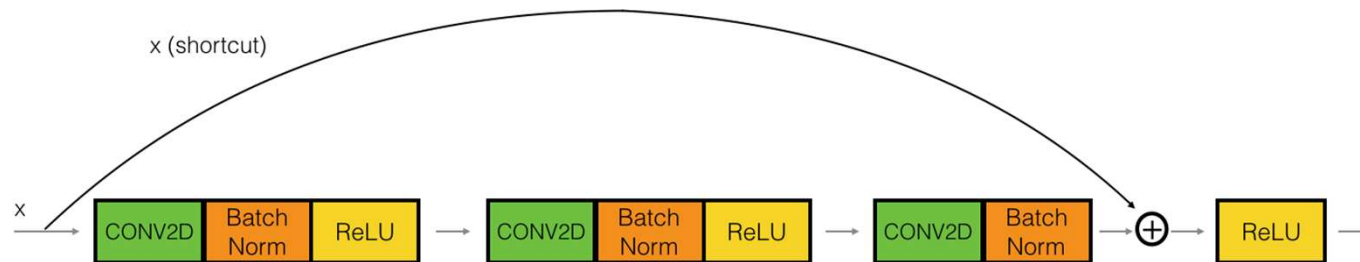 x (shortcut)
x
CONV2D
Batch
Norm
ReLU
CONV2D
Batch
Norm
ReLU
CONV2D
Batch
Norm
ReLU